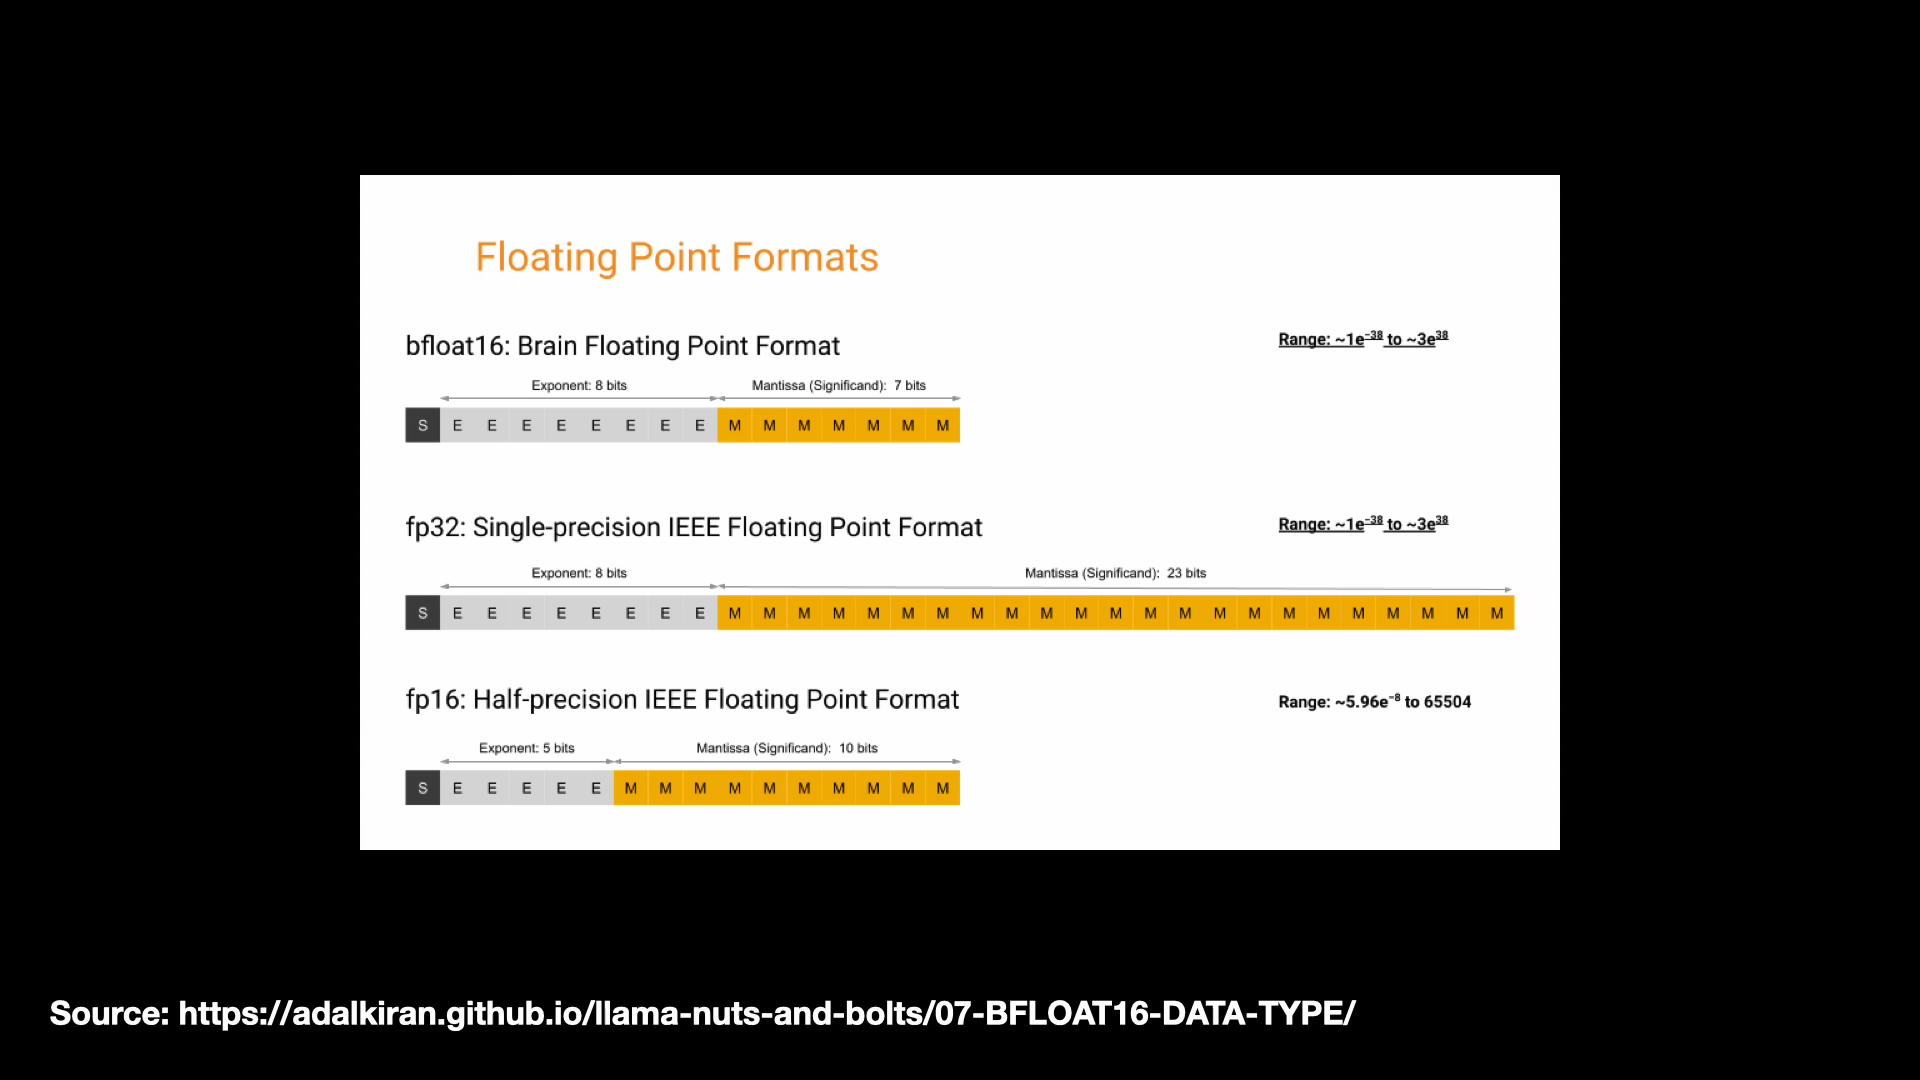 Floating Point Formats
bfloat16: Brain Floating Point Format
Range: ~1e⁻³⁸ to ~3e³⁸
Exponent: 8 bits
Mantissa (Significand): 7 bits
S E E E E E E E E M M M M M M M
fp32: Single-precision IEEE Floating Point Format
Range: ~1e⁻³⁸ to ~3e³⁸
Exponent: 8 bits
Mantissa (Significand): 23 bits
S E E E E E E E E M M M M M M M M M M M M M M M M M M M M M M M
fp16: Half-precision IEEE Floating Point Format
Range: ~5.96e⁻⁸ to 65504
Exponent: 5 bits
Mantissa (Significand): 10 bits
S E E E E E M M M M M M M M M M
Source: https://adalkiran.github.io/llama-nuts-and-bolts/07-BFLOAT16-DATA-TYPE/